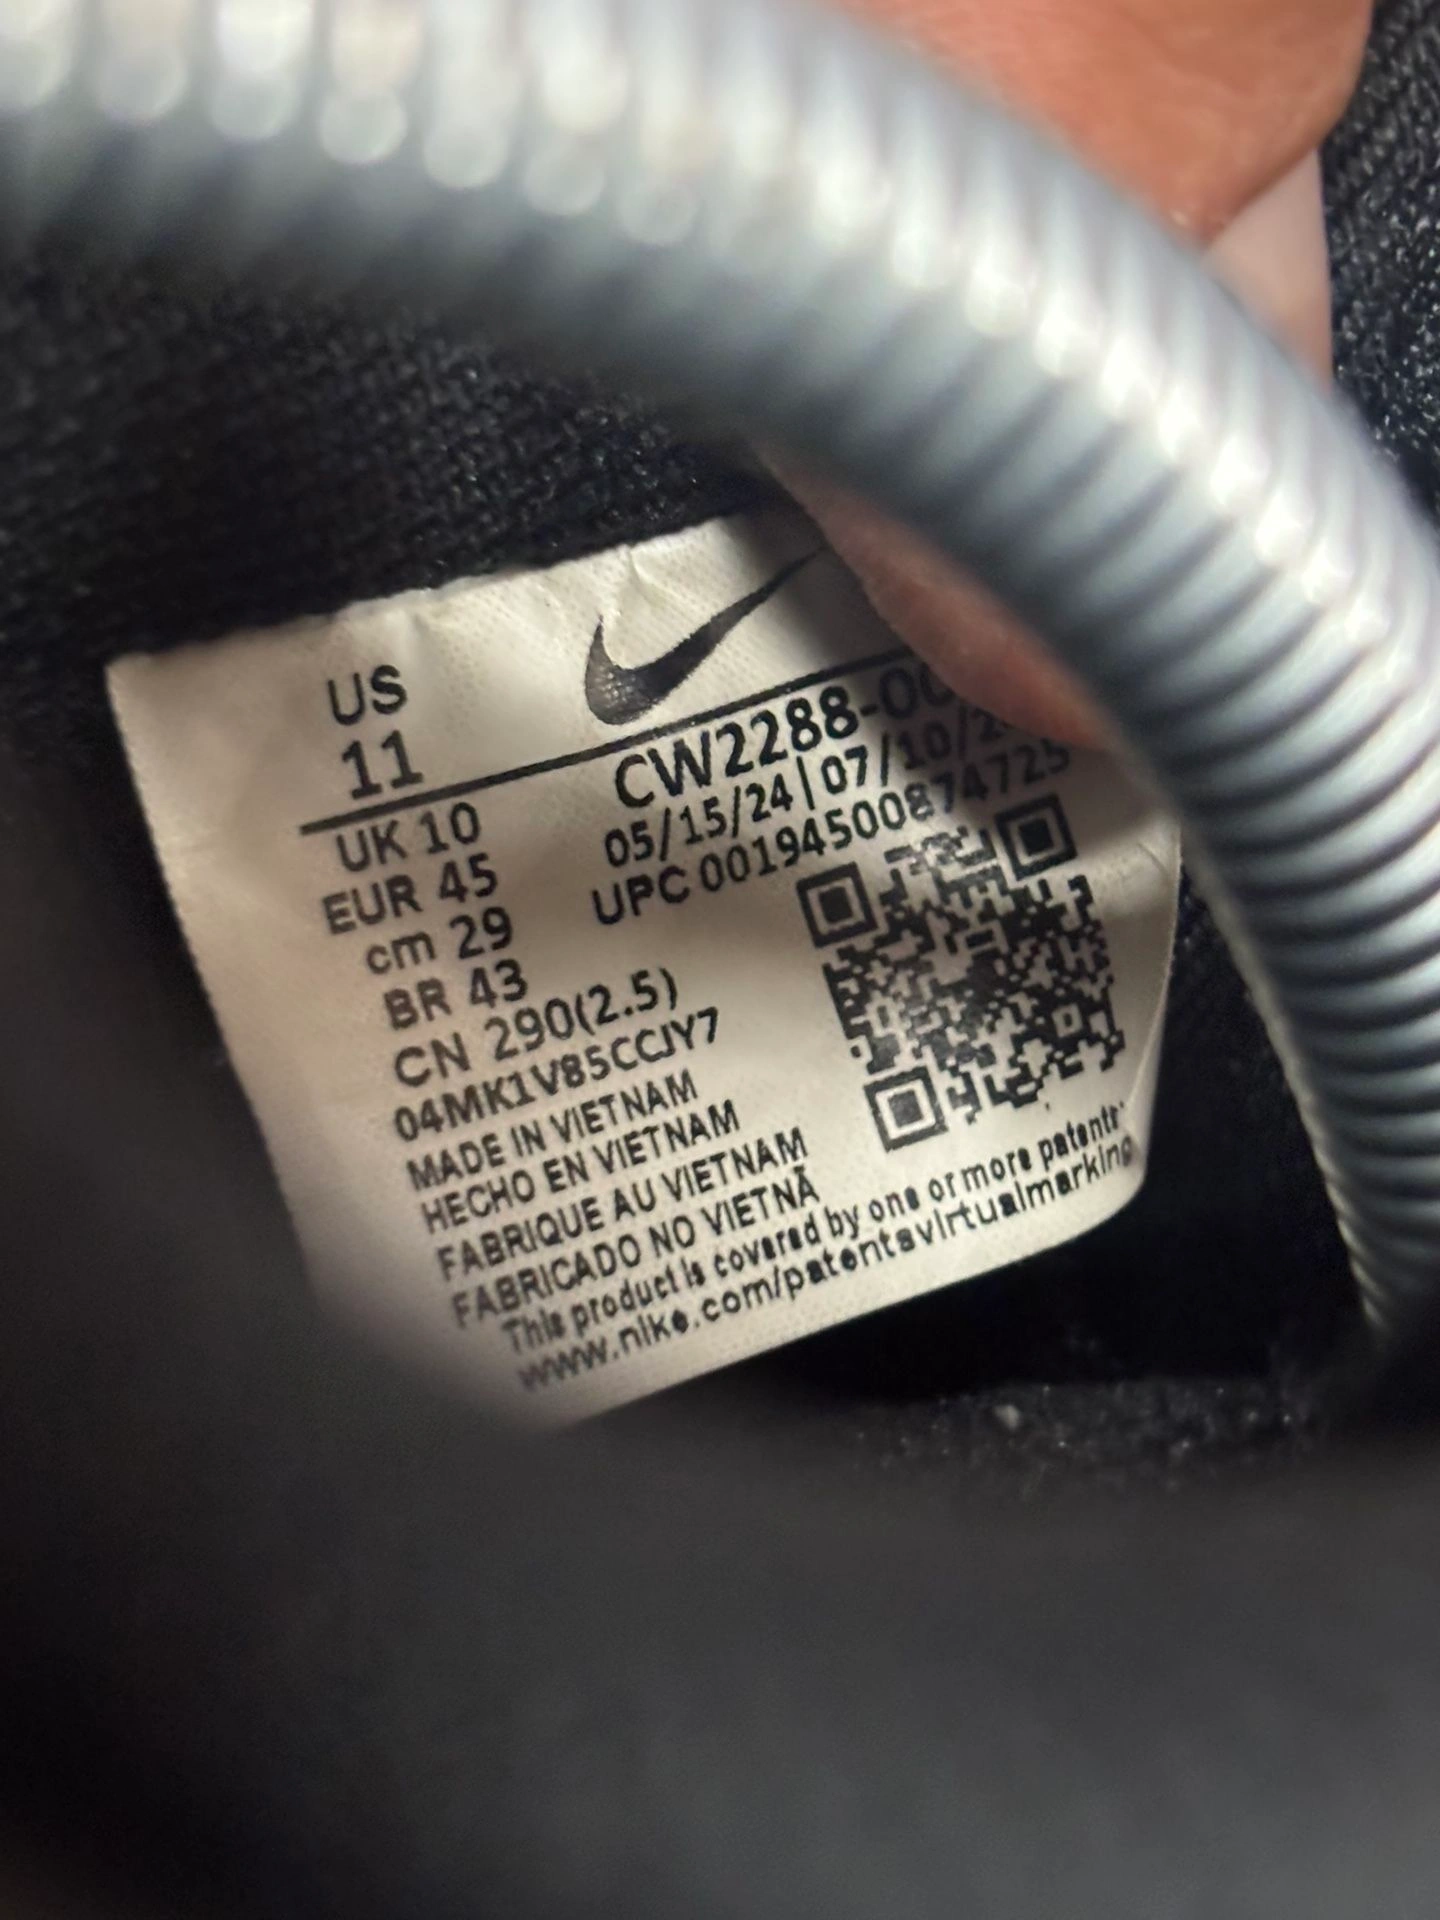 US
11
UK 10
EUR 45
cm 29
BR 43
CN 290(2.5)
04MK1V85CCJY7
MADE IN VIETNAM
HECHO EN VIETNAM
FABRIQUE AU VIETNAM
FABRICADO NO VIETNÃ
This product is covered by one or more patents.
www.nike.com/patentsvirtualmarking
CW2288-
05/15/24|07/10/2
UPC 00194500874725